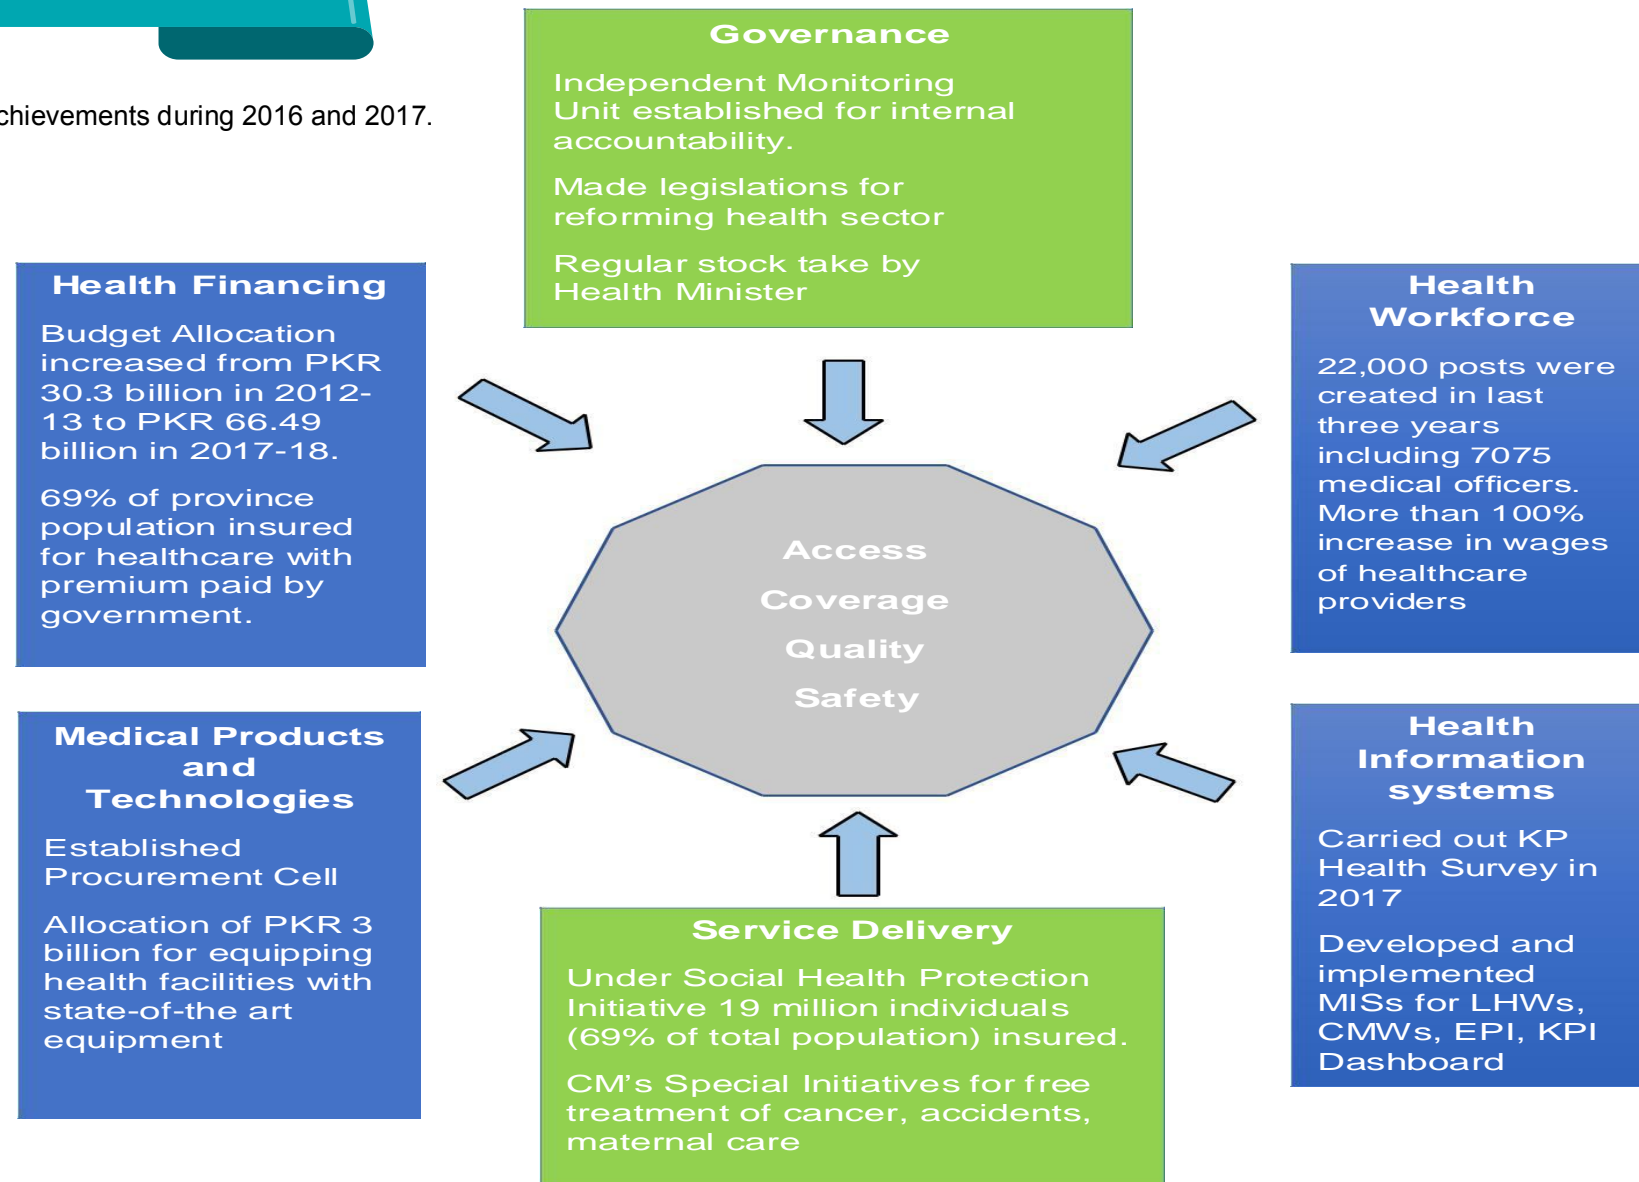 chievements during 2016 and 2017.
Governance
Independent Monitoring
Unit established for internal
accountability.
Made legislations for
reforming health sector
Regular stock take by
Health Minister
Health Financing
Budget Allocation
increased from PKR
30.3 billion in 2012-
13 to PKR 66.49
billion in 2017-18.
69% of province
population insured
for healthcare with
premium paid by
government.
Health
Workforce
22,000 posts were
created in last
three years
including 7075
medical officers.
More than 100%
increase in wages
of healthcare
providers
Access
Coverage
Quality
Safety
Medical Products
and
Technologies
Established
Procurement Cell
Allocation of PKR 3
billion for equipping
health facilities with
state-of-the art
equipment
Health
Information
systems
Carried out KP
Health Survey in
2017
Developed and
implemented
MISs for LHWs,
CMWs, EPI, KPI
Dashboard
Service Delivery
Under Social Health Protection
Initiative 19 million individuals
(69% of total population) insured.
CM’s Special Initiatives for free
treatment of cancer, accidents,
maternal care